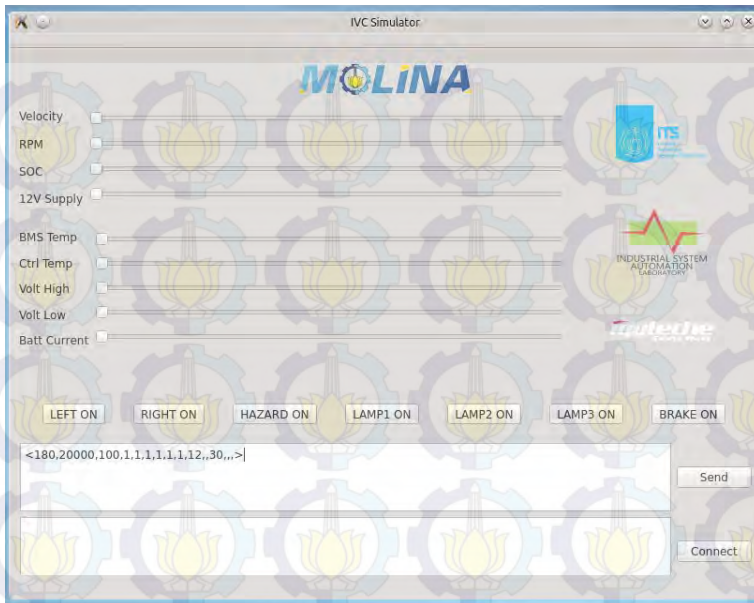 IVC Simulator
MOLINA
Velocity
RPM
SOC
12V Supply
ITS
BMS Temp
Ctrl Temp
Volt High
Volt Low
Batt Current
INDUSTRIAL SYSTEM
AUTOMATION
LABORATORY
LEFT ON
RIGHT ON
HAZARD ON
LAMP1 ON
LAMP2 ON
LAMP3 ON
BRAKE ON
<180,20000,100,1,1,1,1,1,1,12,,30,,,>
Send
Connect